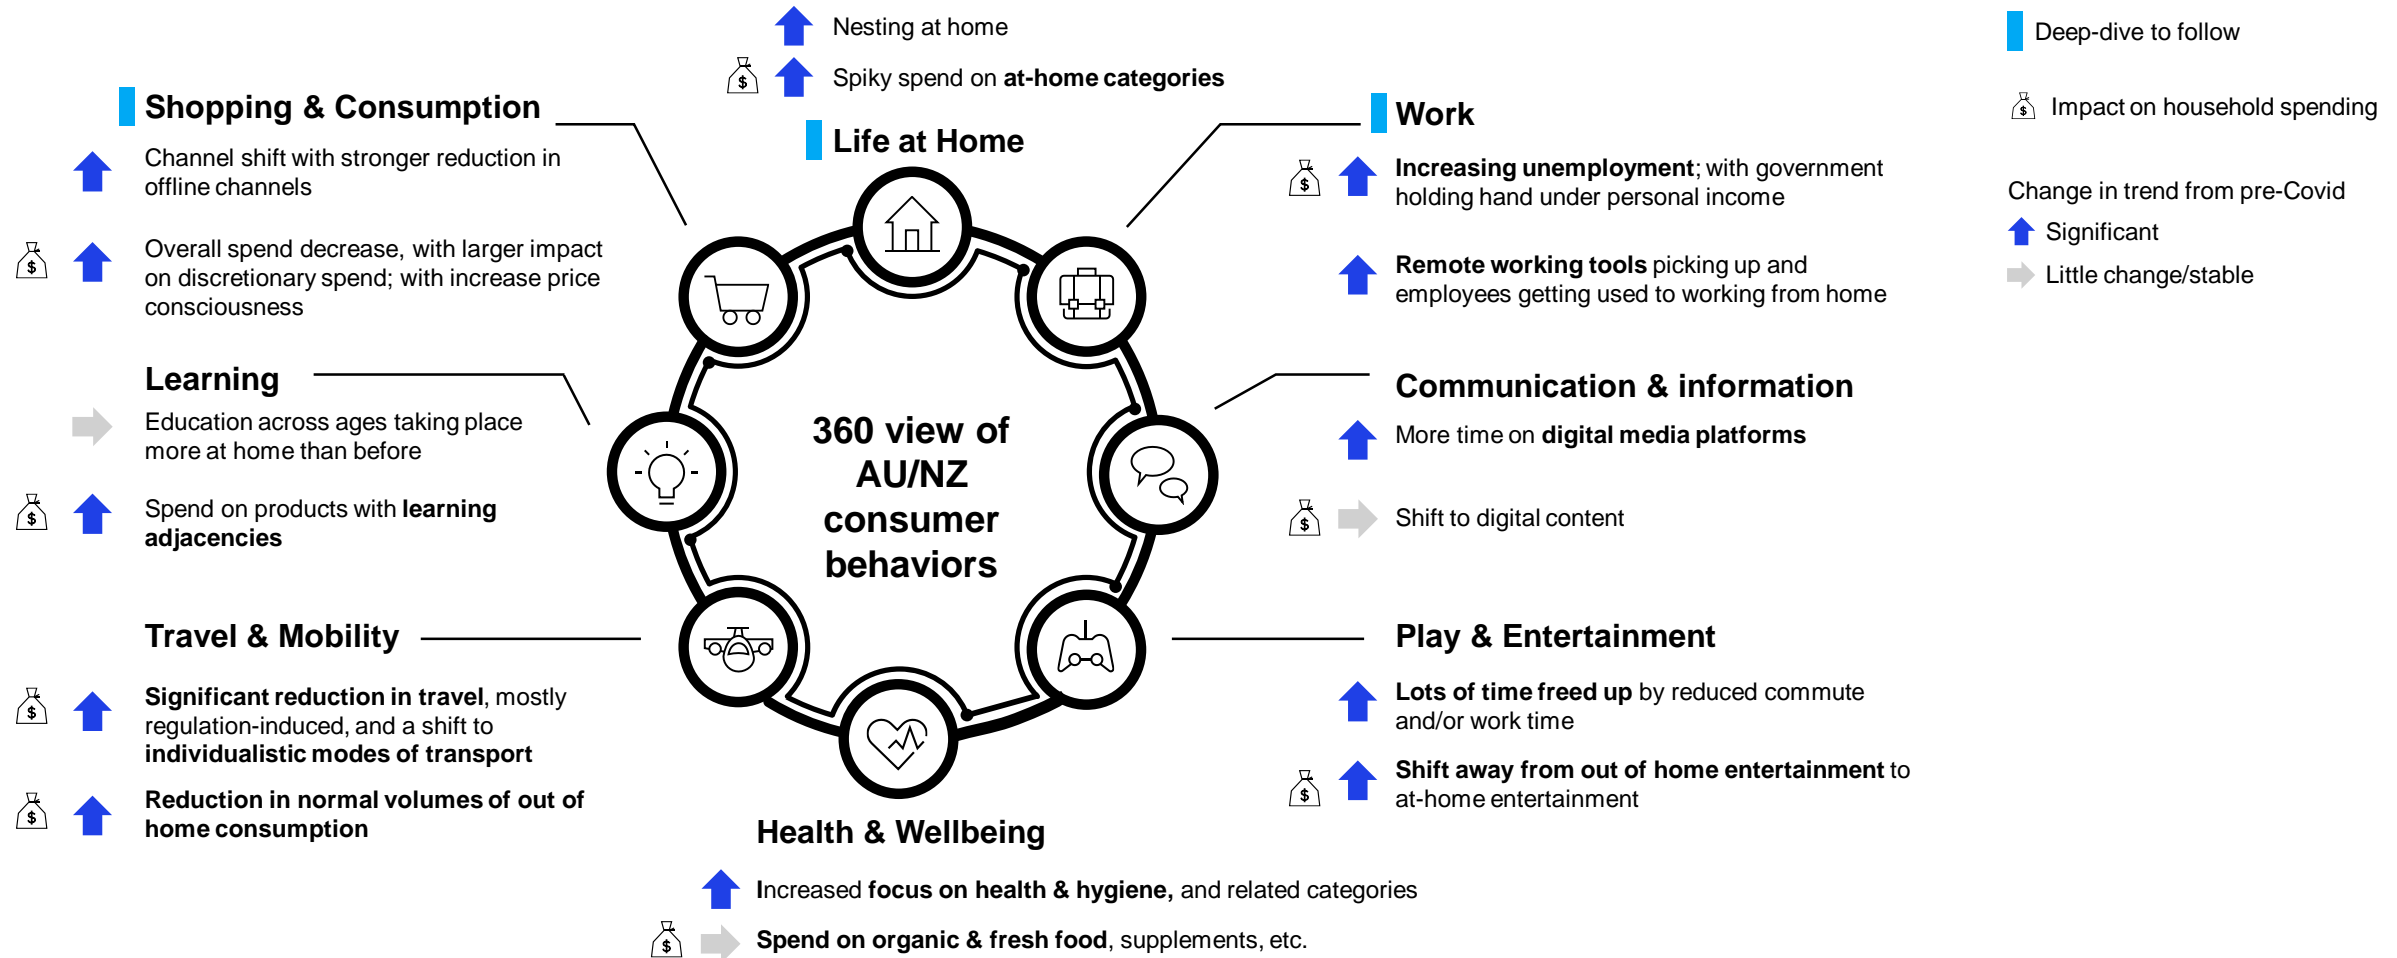 Nesting at home
Spiky spend on at-home categories
Life at Home
Shopping & Consumption
Channel shift with stronger reduction in
offline channels
Overall spend decrease, with larger impact
on discretionary spend; with increase price
consciousness
Learning
Education across ages taking place
more at home than before
Spend on products with learning
adjacencies
Travel & Mobility
Significant reduction in travel, mostly
regulation-induced, and a shift to
individualistic modes of transport
Reduction in normal volumes of out of
home consumption
360 view of
AU/NZ
consumer
behaviors
Health & Wellbeing
Increased focus on health & hygiene, and related categories
Spend on organic & fresh food, supplements, etc.
Work
Increasing unemployment; with government
holding hand under personal income
Remote working tools picking up and
employees getting used to working from home
Communication & information
More time on digital media platforms
Shift to digital content
Play & Entertainment
Lots of time freed up by reduced commute
and/or work time
Shift away from out of home entertainment to
at-home entertainment
Deep-dive to follow
Impact on household spending
Change in trend from pre-Covid
Significant
Little change/stable